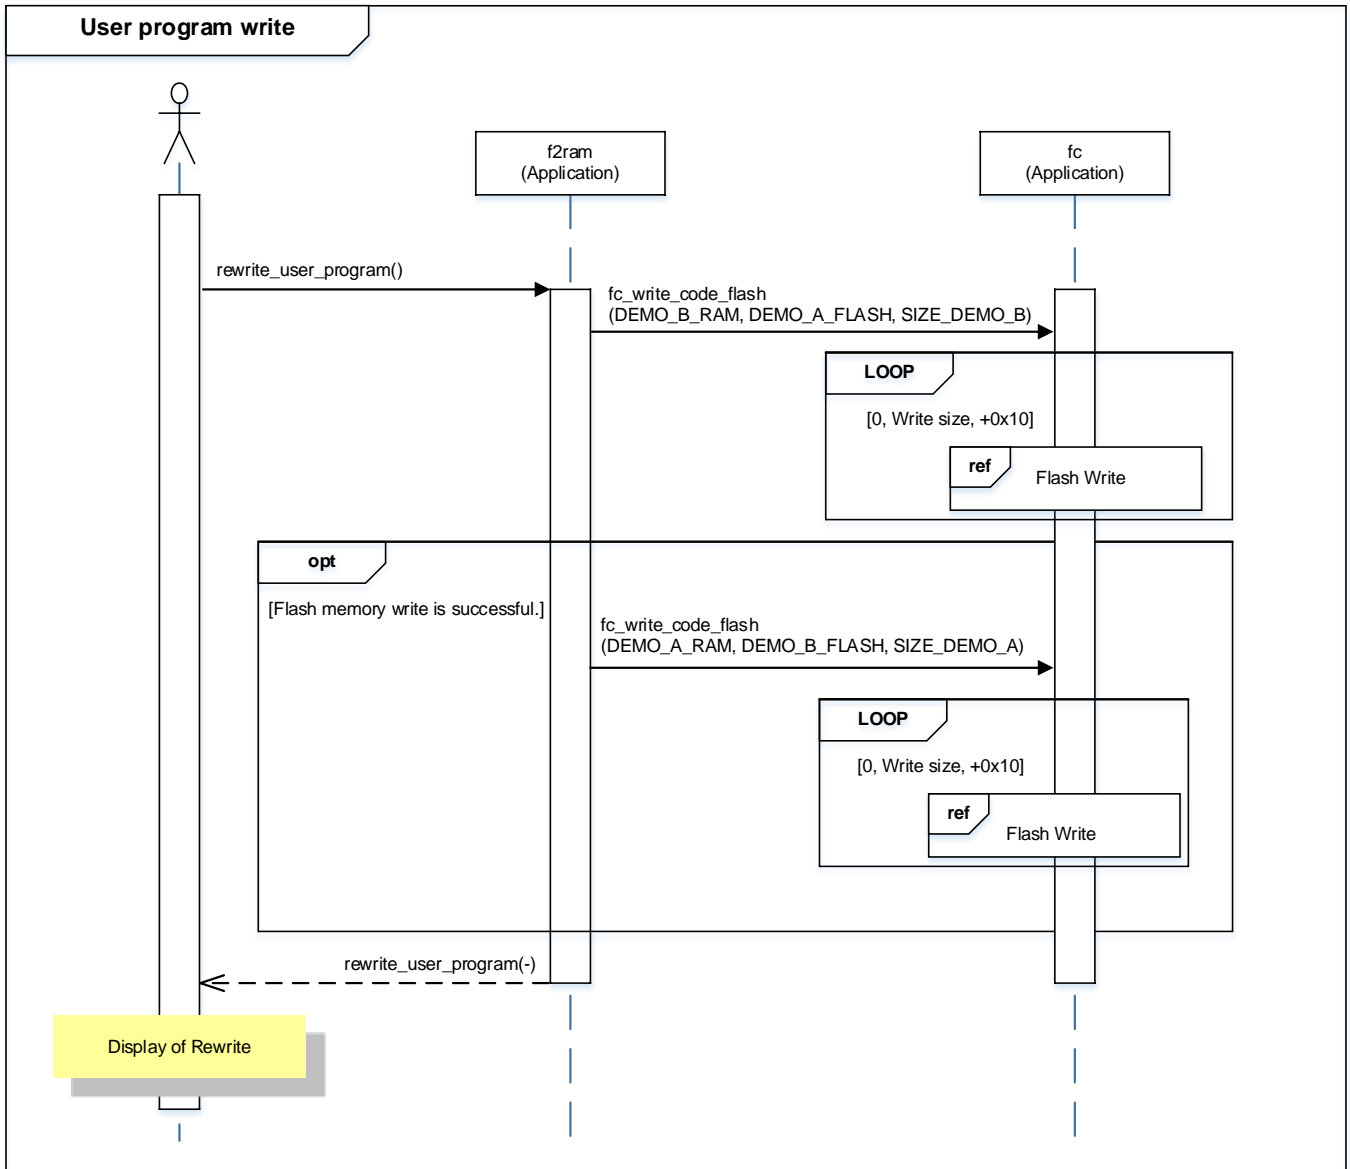 User program write
f2ram
(Application)
fc
(Application)
rewrite_user_program()
fc_write_code_flash
(DEMO_B_RAM, DEMO_A_FLASH, SIZE_DEMO_B)
LOOP
[0, Write size, +0x10]
ref
Flash Write
opt
[Flash memory write is successful.]
fc_write_code_flash
(DEMO_A_RAM, DEMO_B_FLASH, SIZE_DEMO_A)
LOOP
[0, Write size, +0x10]
ref
Flash Write
rewrite_user_program(-)
Display of Rewrite